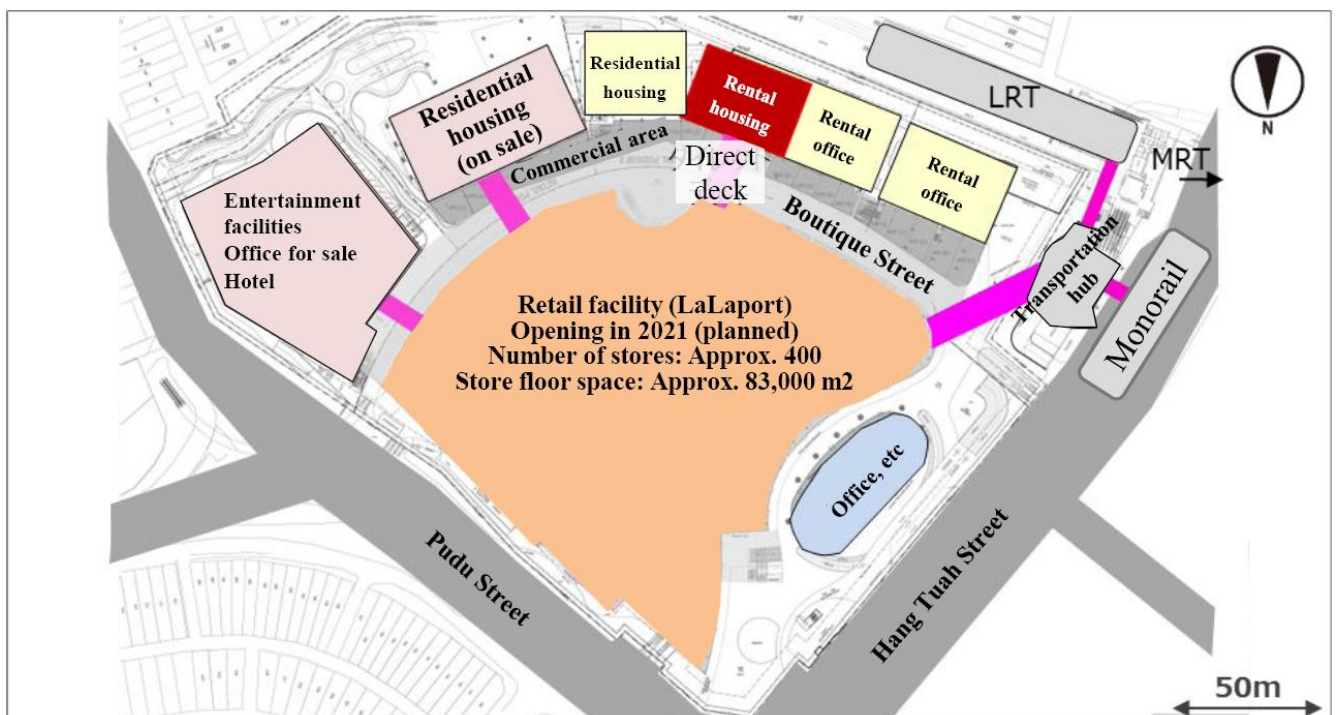 Residential
housing
(on sale)
Residential
housing
Rental
housing
Rental
office
Rental
office
LRT
N
MRT
Commercial area
Direct
deck
Boutique Street
Entertainment
facilities
Office for sale
Hotel
Transportation
hub
Monorail
Retail facility (LaLaport)
Opening in 2021 (planned)
Number of stores: Approx. 400
Store floor space: Approx. 83,000 m2
Office, etc
Pudu Street
Hang Tuah Street
50m